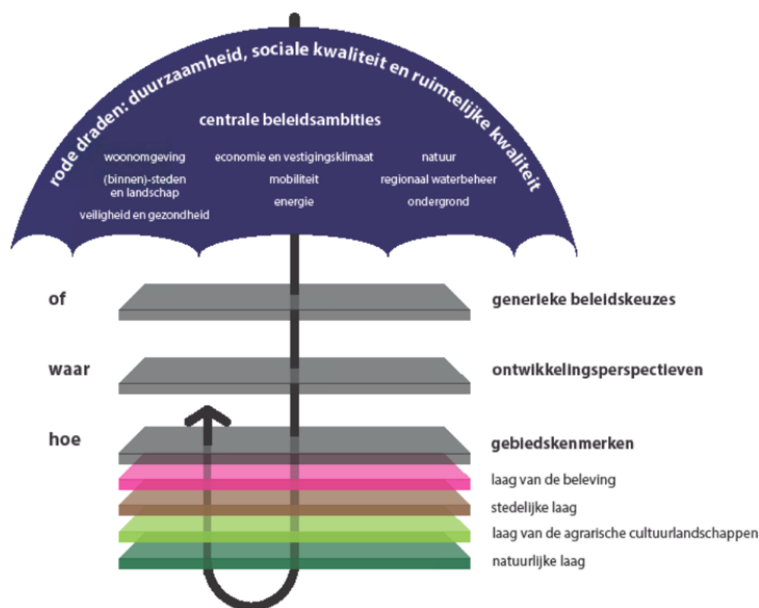 rode draden: duurzaamheid, sociale kwaliteit en ruimtelijke kwaliteit
centrale beleidsambities
woonomgeving
(binnen)-steden
en landschap
veiligheid en gezondheid
economie en vestigingsklimaat
mobiliteit
energie
natuur
regionaal waterbeheer
ondergrond
of
generieke beleidskeuzes
waar
ontwikkelingsperspectieven
hoe
gebiedskenmerken
laag van de beleving
stedelijke laag
laag van de agrarische cultuurlandschappen
natuurlijke laag